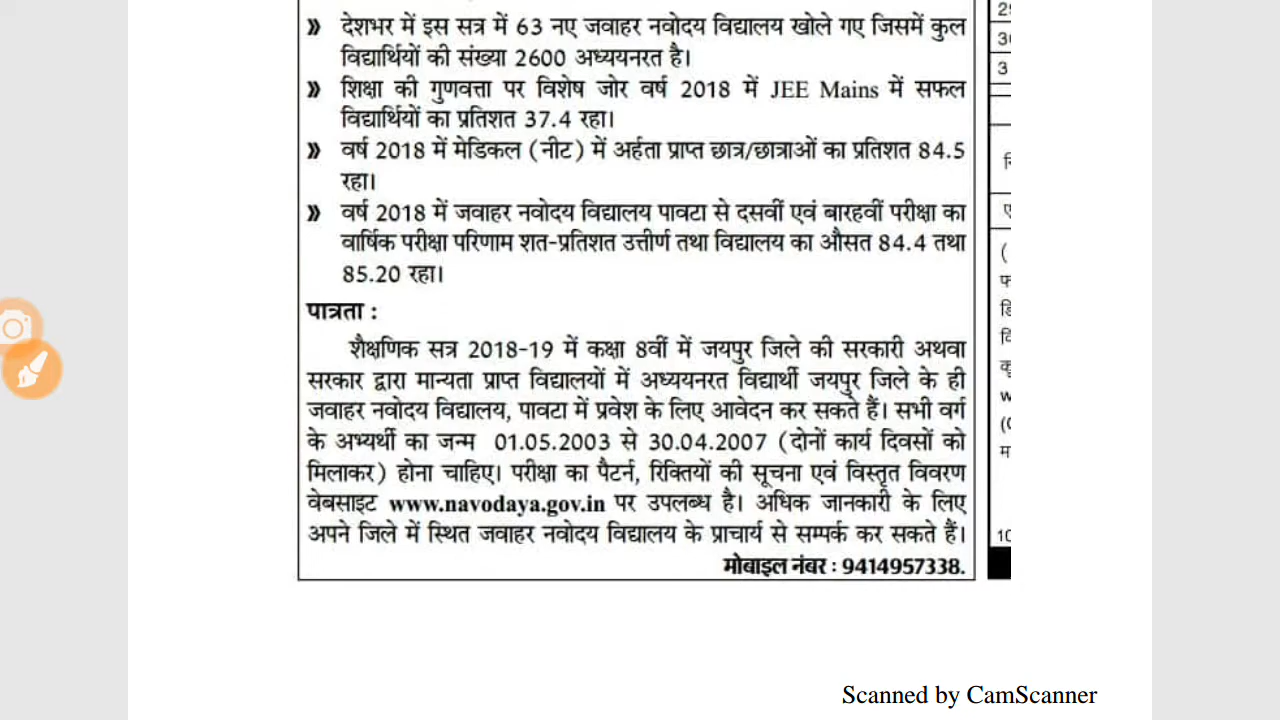 » देशभर में इस सत्र में 63 नए जवाहर नवोदय विद्यालय खोले गए जिसमें कुल
विद्यार्थियों की संख्या 2600 अध्ययनरत है।
» शिक्षा की गुणवत्ता पर विशेष जोर वर्ष 2018 में JEE Mains में सफल
विद्यार्थियों का प्रतिशत 37.4 रहा।
» वर्ष 2018 में मेडिकल (नीट) में अर्हता प्राप्त छात्र/छात्राओं का प्रतिशत 84.5
रहा।
» वर्ष 2018 में जवाहर नवोदय विद्यालय पावटा से दसवीं एवं बारहवीं परीक्षा का
वार्षिक परीक्षा परिणाम शत-प्रतिशत उत्तीर्ण तथा विद्यालय का औसत 84.4 तथा
85.20 रहा।
पात्रता :
शैक्षणिक सत्र 2018-19 में कक्षा 8वीं में जयपुर जिले की सरकारी अथवा
सरकार द्वारा मान्यता प्राप्त विद्यालयों में अध्ययनरत विद्यार्थी जयपुर जिले के ही
जवाहर नवोदय विद्यालय, पावटा में प्रवेश के लिए आवेदन कर सकते हैं। सभी वर्ग
के अभ्यर्थी का जन्म 01.05.2003 से 30.04.2007 (दोनों कार्य दिवसों को
मिलाकर) होना चाहिए। परीक्षा का पैटर्न, रिक्तियों की सूचना एवं विस्तृत विवरण
वेबसाइट www.navodaya.gov.in पर उपलब्ध है। अधिक जानकारी के लिए
अपने जिले में स्थित जवाहर नवोदय विद्यालय के प्राचार्य से सम्पर्क कर सकते हैं।
मोबाइल नंबर : 9414957338.
Scanned by CamScanner